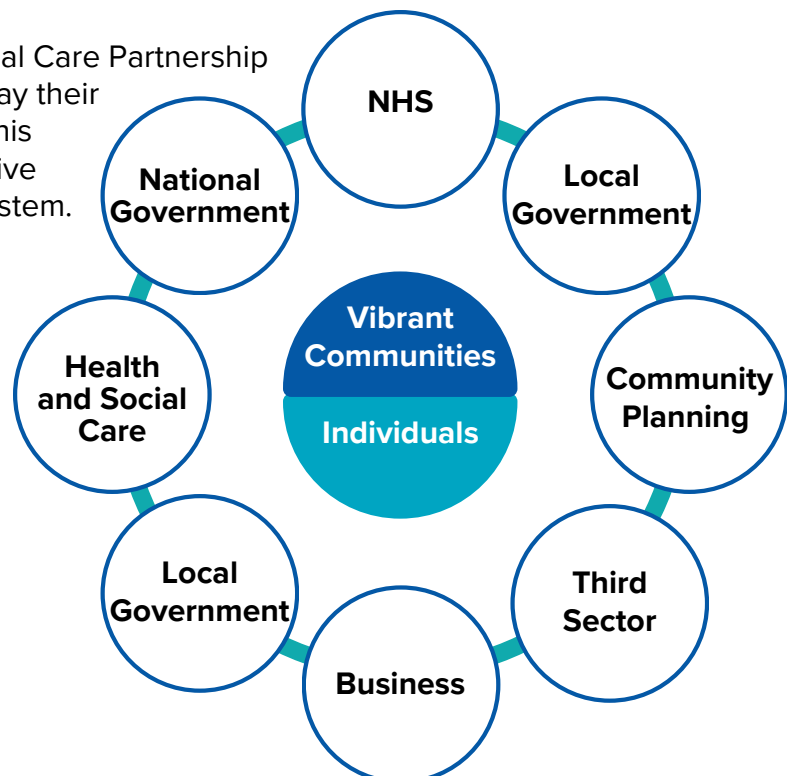 al Care Partnership
ay their
his
ive
stem.
NHS
National
Government
Local
Government
Vibrant
Communities
Individuals
Health
and Social
Care
Community
Planning
Local
Government
Third
Sector
Business